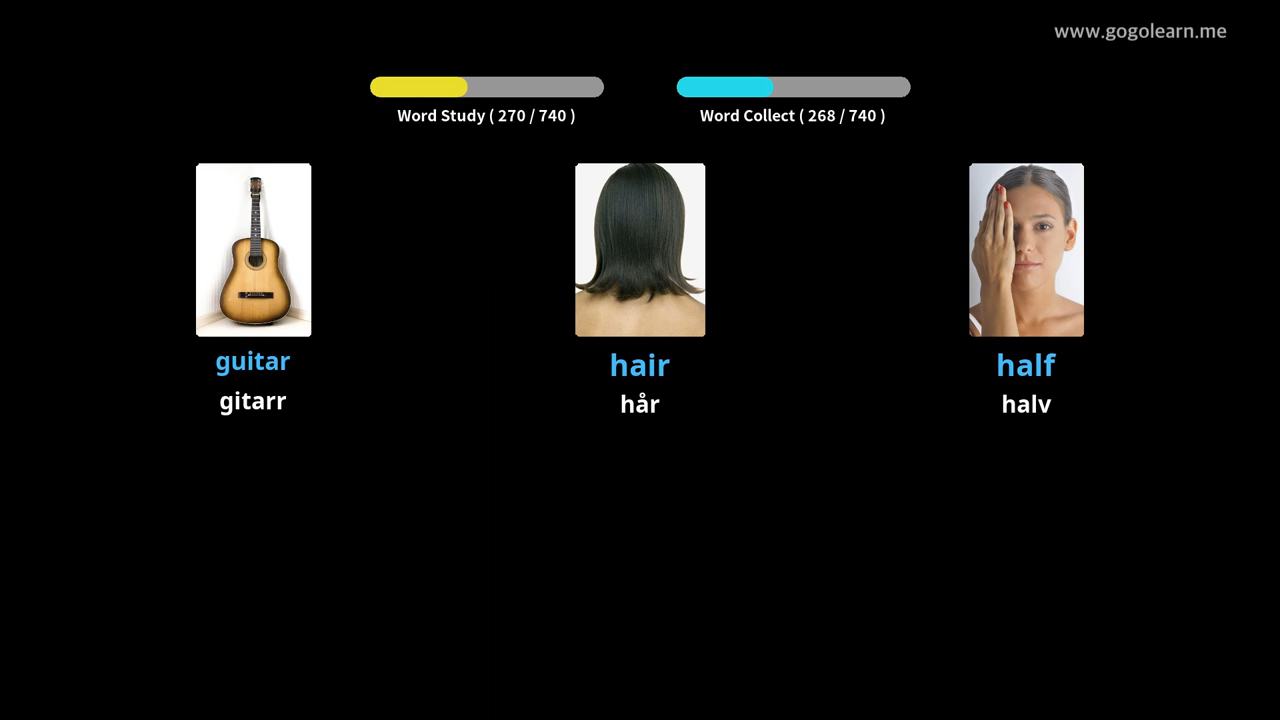 www.gogolearn.me
Word Study ( 270 / 740 )
Word Collect ( 268 / 740 )
guitar
gitarr
hair
hår
half
halv